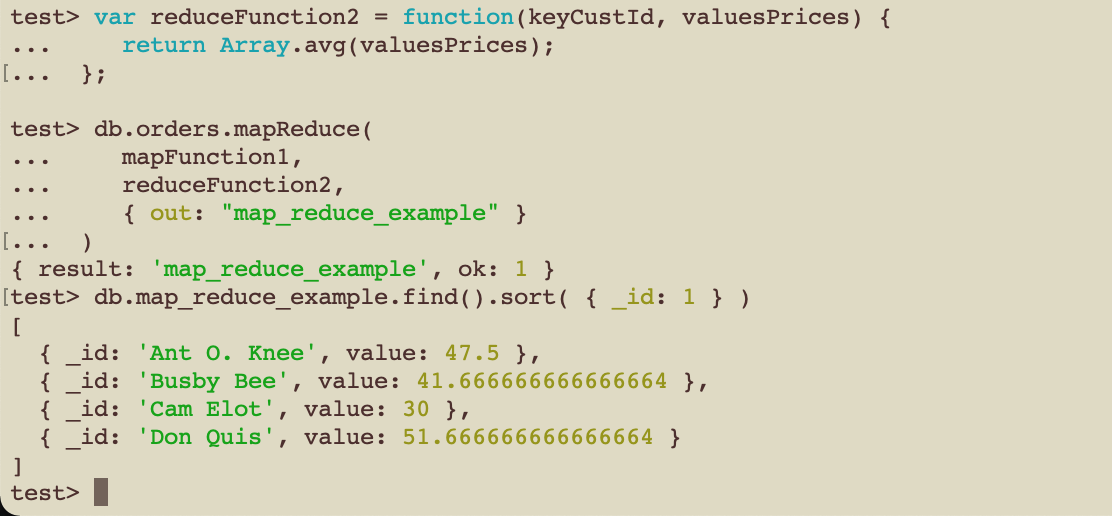 test> var reduceFunction2 = function(keyCustId, valuesPrices) {
...      return Array.avg(valuesPrices);
[...   };
test> db.orders.mapReduce(
...      mapFunction1,
...      reduceFunction2,
...      { out: "map_reduce_example" }
[...   )
{ result: 'map_reduce_example', ok: 1 }
[test> db.map_reduce_example.find().sort( { _id: 1 } )
[
  { _id: 'Ant O. Knee', value: 47.5 },
  { _id: 'Busby Bee', value: 41.666666666666664 },
  { _id: 'Cam Elot', value: 30 },
  { _id: 'Don Quis', value: 51.666666666666664 }
]
test>